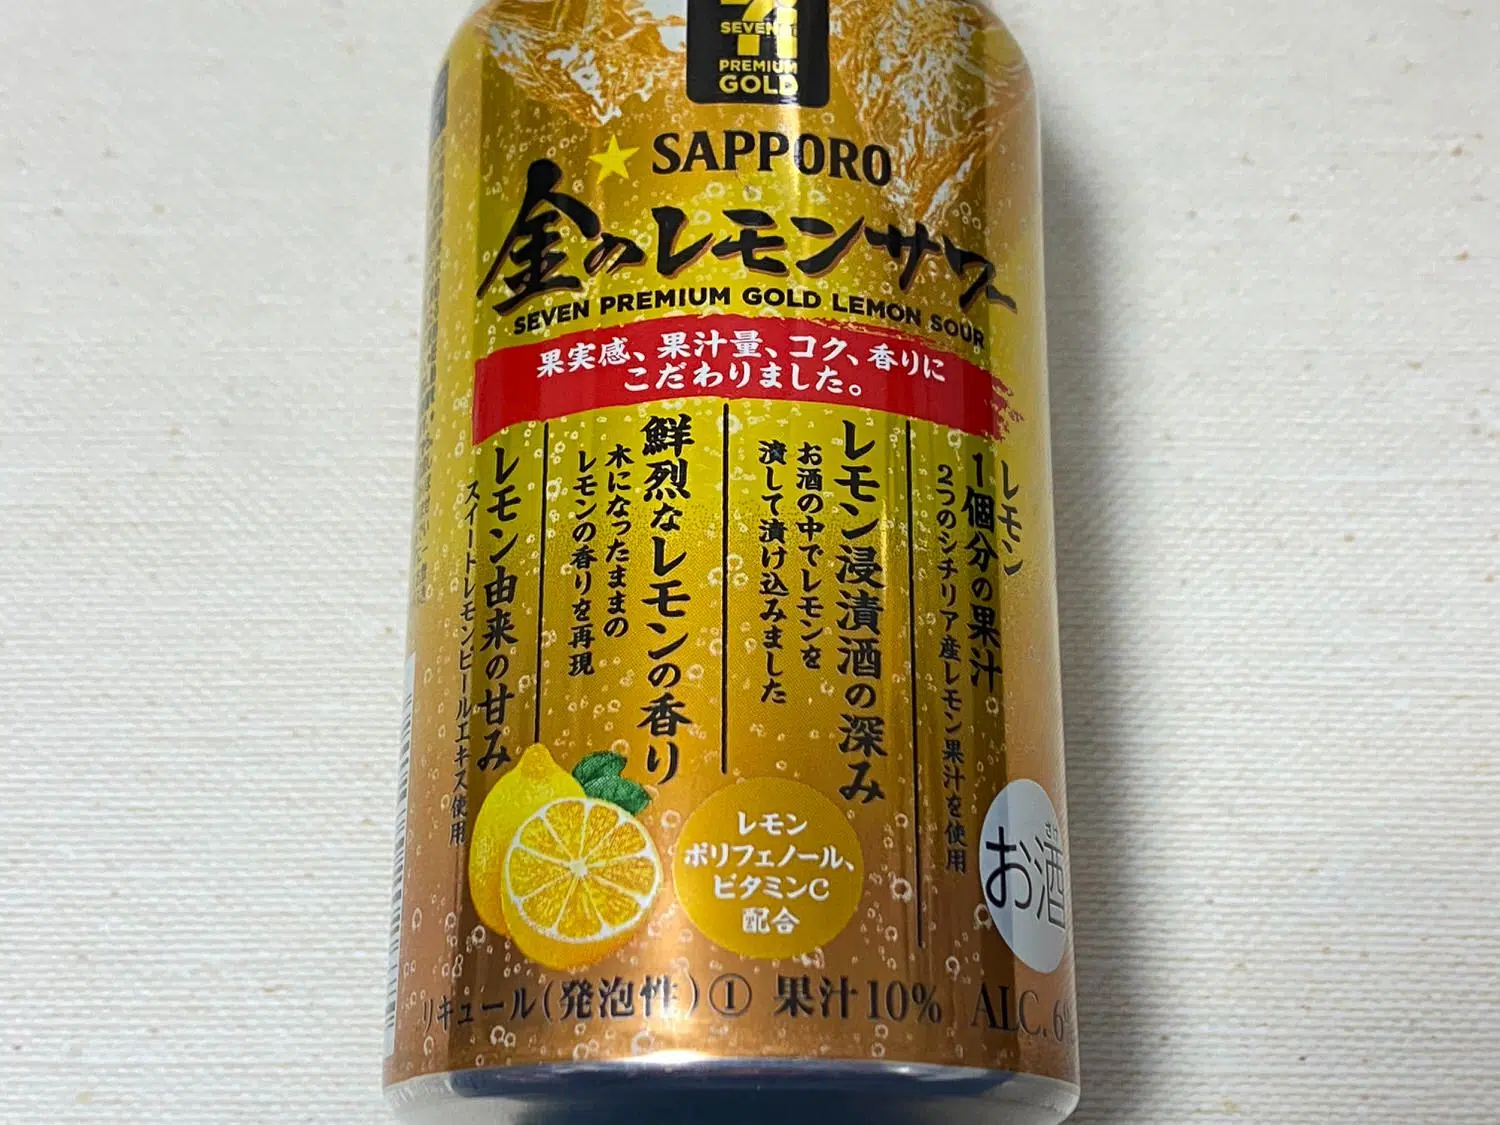 SEVEN
PREMIUM
GOLD
SAPPORO
金のレモンサワー
SEVEN PREMIUM GOLD LEMON SOUR
果実感、果汁量、コク、香りに
こだわりました。
レモン
1個分の果汁
2つのシチリア産レモン果汁を使用
レモン浸漬酒の深み
お酒の中でレモンを
潰して漬け込みました
鮮烈なレモンの香り
木になったままの
レモンの香りを再現
レモン由来の甘み
スイートレモンピールエキス使用
レモン
ポリフェノール、
ビタミンC
配合
さけ
お酒
リキュール(発泡性)① 果汁10% ALC. 6%